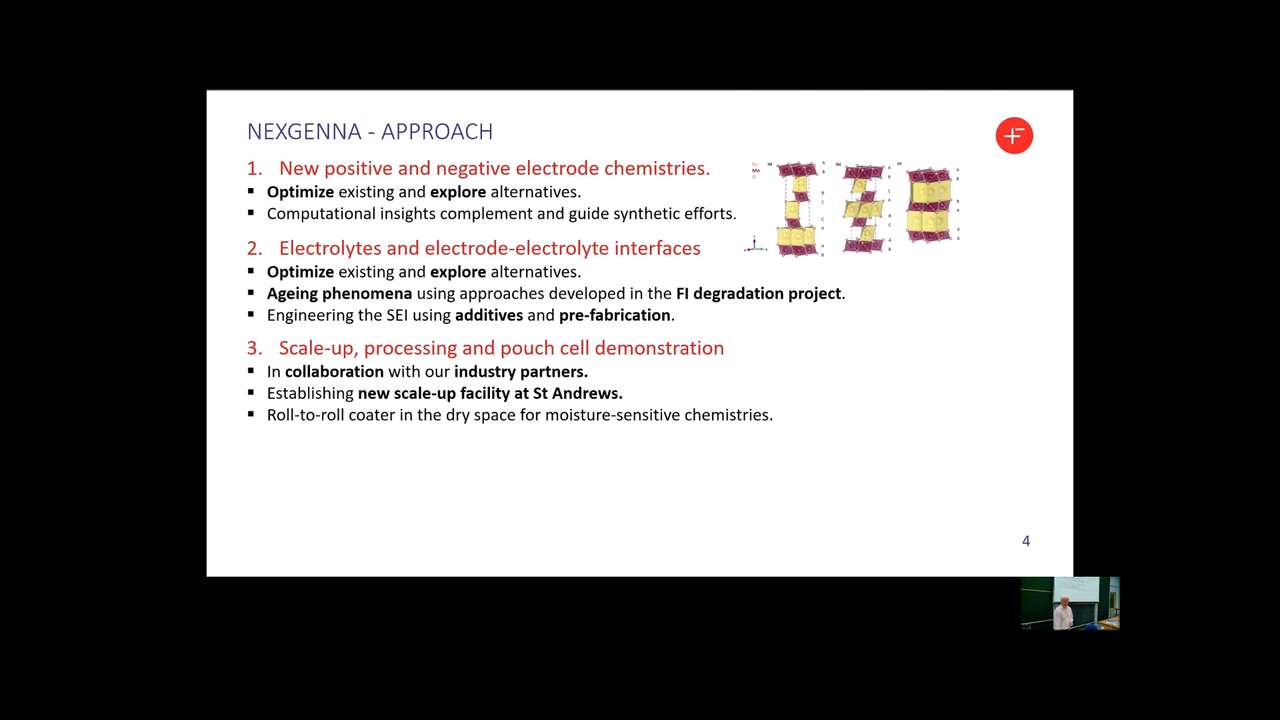 NEXGENNA - APPROACH
1. New positive and negative electrode chemistries.
▪ Optimize existing and explore alternatives.
▪ Computational insights complement and guide synthetic efforts.
2. Electrolytes and electrode-electrolyte interfaces
▪ Optimize existing and explore alternatives.
▪ Ageing phenomena using approaches developed in the FI degradation project.
▪ Engineering the SEI using additives and pre-fabrication.
3. Scale-up, processing and pouch cell demonstration
▪ In collaboration with our industry partners.
▪ Establishing new scale-up facility at St Andrews.
▪ Roll-to-roll coater in the dry space for moisture-sensitive chemistries.
4